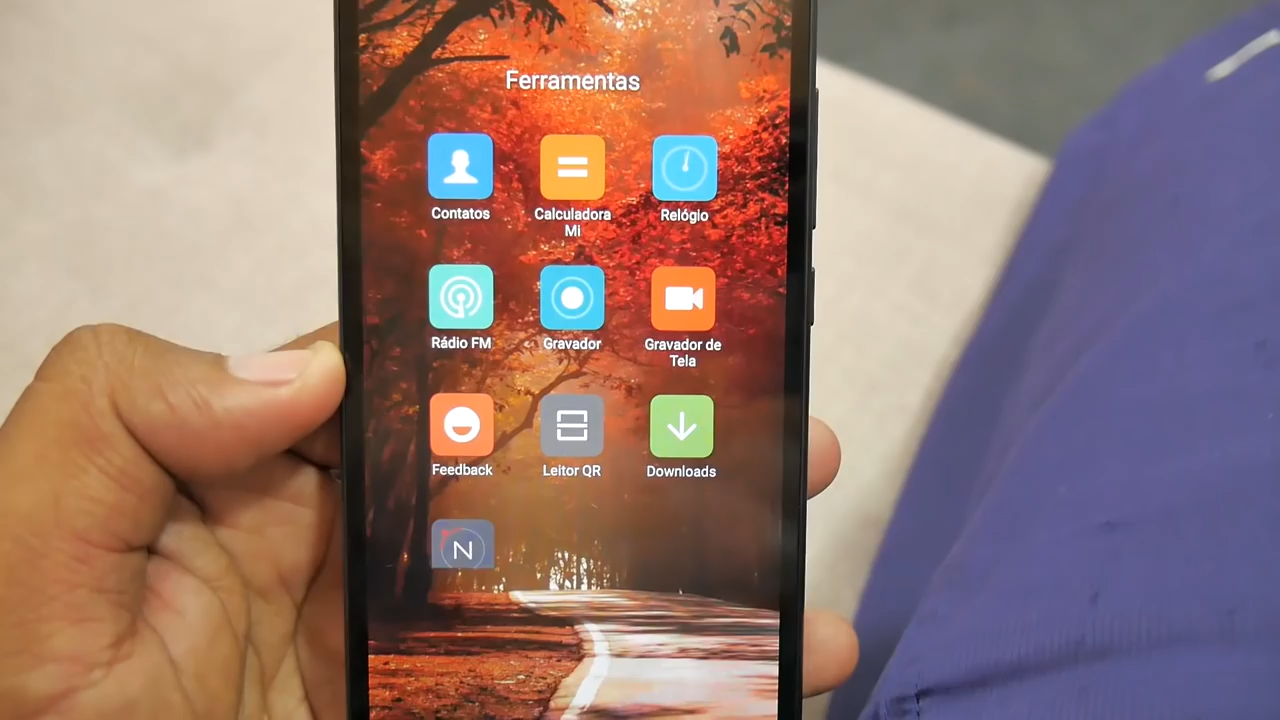 Ferramentas
Contatos
Calculadora
Mi
Relógio
Rádio FM
Gravador
Gravador de
Tela
Feedback
Leitor QR
Downloads
N